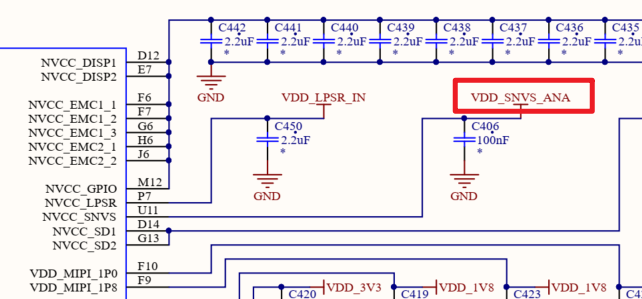 C442 C441 C440 C439 C438 C437 C436 C435
2.2uF 2.2uF 2.2uF 2.2uF 2.2uF 2.2uF 2.2uF 2.2uF
* * * * * * * *
GND
NVCC_DISP1 D12
NVCC_DISP2 E7
NVCC_EMC1_1 F6
NVCC_EMC1_2 F7
NVCC_EMC1_3 G6
NVCC_EMC2_1 H6
NVCC_EMC2_2 J6
VDD_LPSR_IN VDD_SNVS_ANA
C450 C406
2.2uF 100nF
* *
GND GND
NVCC_GPIO M12
NVCC_LPSR P7
NVCC_SNVS U11
NVCC_SD1 D14
NVCC_SD2 G13
VDD_MIPI_1P0 F10
VDD_MIPI_1P8 F9
C420 VDD_3V3 C419 VDD_1V8 C423 VDD_1V8